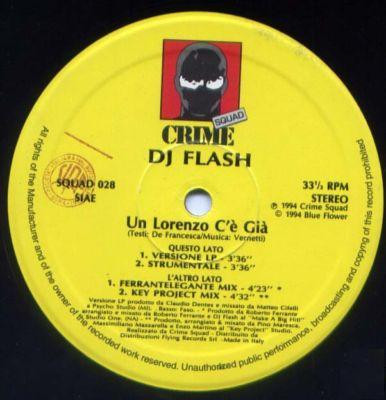 SQUAD
CRIME
DJ FLASH
SQUAD 028
SIAE
33⅓ RPM
STEREO
℗ 1994 Crime Squad
© 1994 Blue Flower
Un Lorenzo C'è Già
(Testi: De Francesca/Musica: Vernetti)
QUESTO LATO
1. VERSIONE LP - 3'36''
2. STRUMENTALE - 3'36''
L'ALTRO LATO
1. FERRANTELEGANTE MIX - 4'23'' *
2. KEY PROJECT MIX - 4'32'' **
Versione LP prodotto da Claudio Dentes e mixato da Matteo Cifelli
a Psycho Studio (MI). Basso: Faso. - * Prodotto da Roberto Ferrante
arrangiato e missato da Roberto Ferrante e DJ Flash al "Make A Big Hit"
Studio One. (NA) - ** Prodotto, arrangiato & mixato da Pino Maresca,
Massimiliano Mazzarella e Enzo Martino al "Key Project" (NA).
Realizzato da Crime Squad - Distribuito da
Distribuzioni Flying Records Srl - Made in Italy
All rights of the Manufacturer and of the owner of the recorded work reserved. Unauthorized public performance, broadcasting and copying of this record prohibited